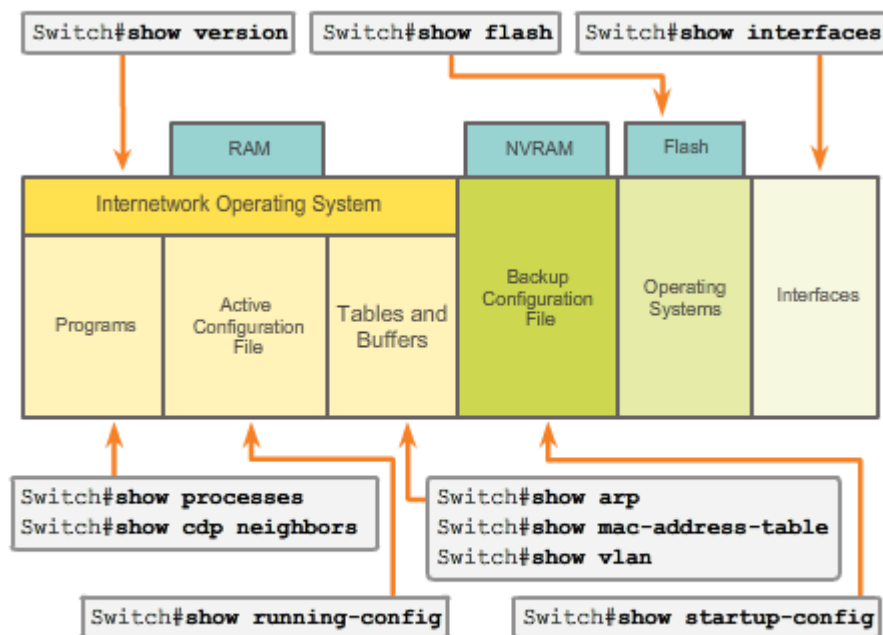 Switch#show version
Switch#show flash
Switch#show interfaces
RAM
NVRAM
Flash
Internetwork Operating System
Programs
Active
Configuration
File
Tables and
Buffers
Backup
Configuration
File
Operating
Systems
Interfaces
Switch#show processes
Switch#show cdp neighbors
Switch#show arp
Switch#show mac-address-table
Switch#show vlan
Switch#show running-config
Switch#show startup-config